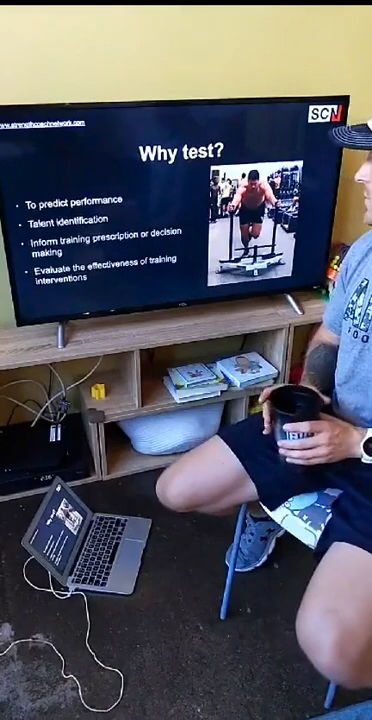 www.strengthcoachnetwork.com
SCN
Why test?
• To predict performance
• Talent identification
• Inform training prescription or decision
making
• Evaluate the effectiveness of training
interventions
TCL